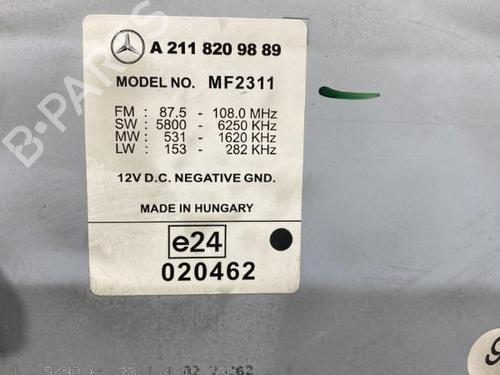 A 211 820 98 89
MODEL NO. MF2311
FM : 87.5 - 108.0 MHz
SW : 5800 - 6250 KHz
MW : 531 - 1620 KHz
LW : 153 - 282 KHz
12V D.C. NEGATIVE GND.
MADE IN HUNGARY
e24
020462
B-PARTS